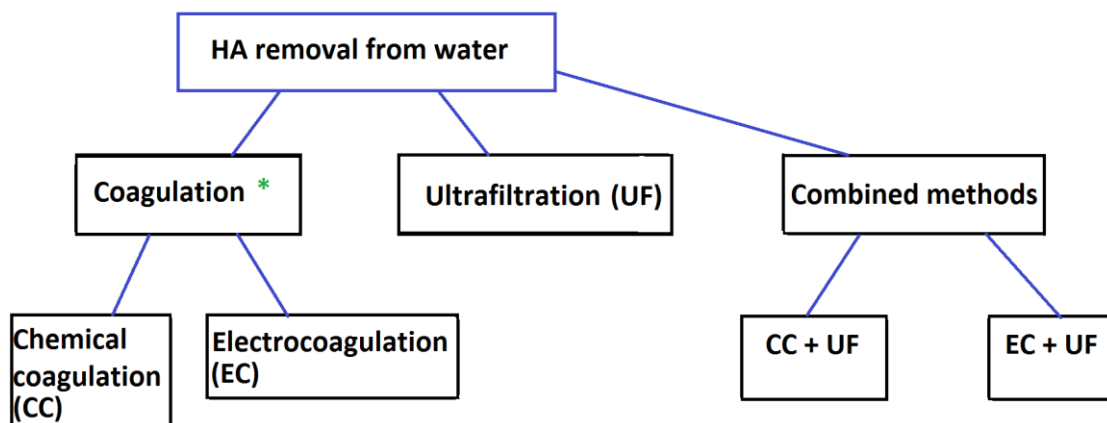 HA removal from water
Coagulation *
Ultrafiltration (UF)
Combined methods
Chemical
coagulation
(CC)
Electrocoagulation
(EC)
CC + UF
EC + UF